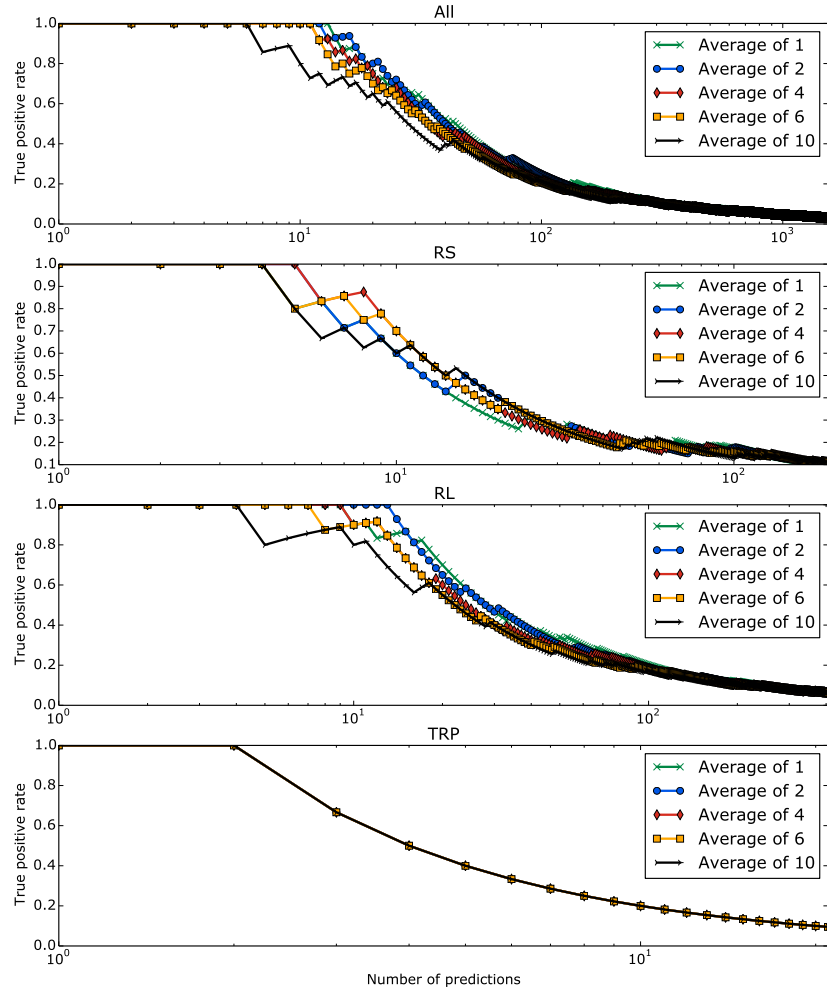 All
True positive rate
1.0
0.8
0.6
0.4
0.2
0.0
Average of 1
Average of 2
Average of 4
Average of 6
Average of 10
10^0
10^1
10^2
10^3
RS
True positive rate
1.0
0.9
0.8
0.7
0.6
0.5
0.4
0.3
0.2
0.1
Average of 1
Average of 2
Average of 4
Average of 6
Average of 10
10^0
10^1
10^2
RL
True positive rate
1.0
0.8
0.6
0.4
0.2
0.0
Average of 1
Average of 2
Average of 4
Average of 6
Average of 10
10^0
10^1
10^2
TRP
True positive rate
1.0
0.8
0.6
0.4
0.2
0.0
Average of 1
Average of 2
Average of 4
Average of 6
Average of 10
10^0
10^1
Number of predictions